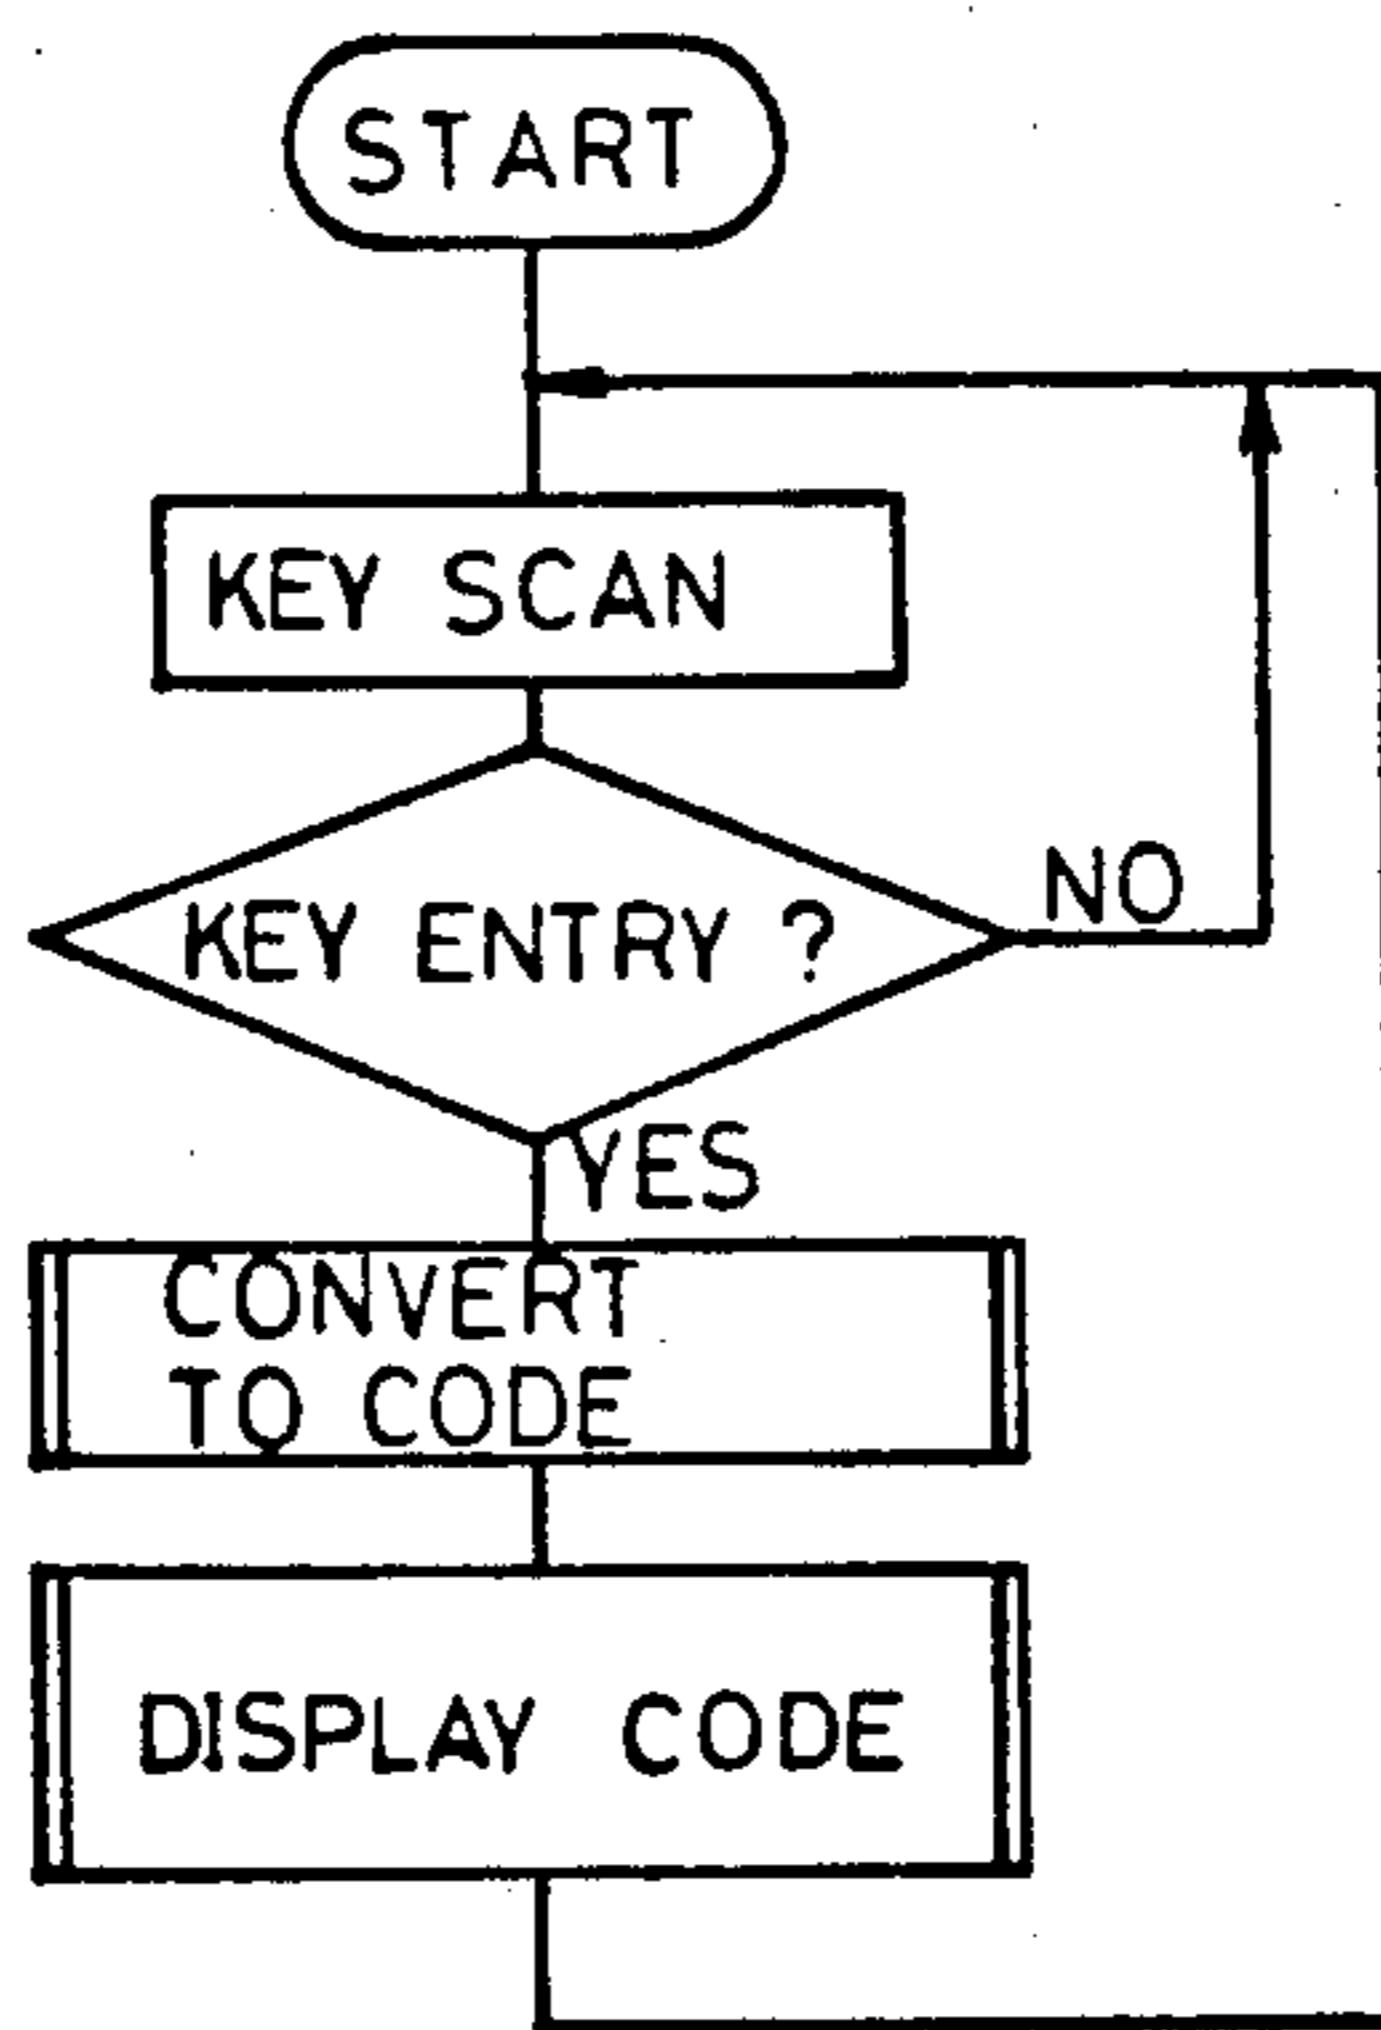 START
KEY SCAN
KEY ENTRY ?
NO
YES
CONVERT
TO CODE
DISPLAY CODE